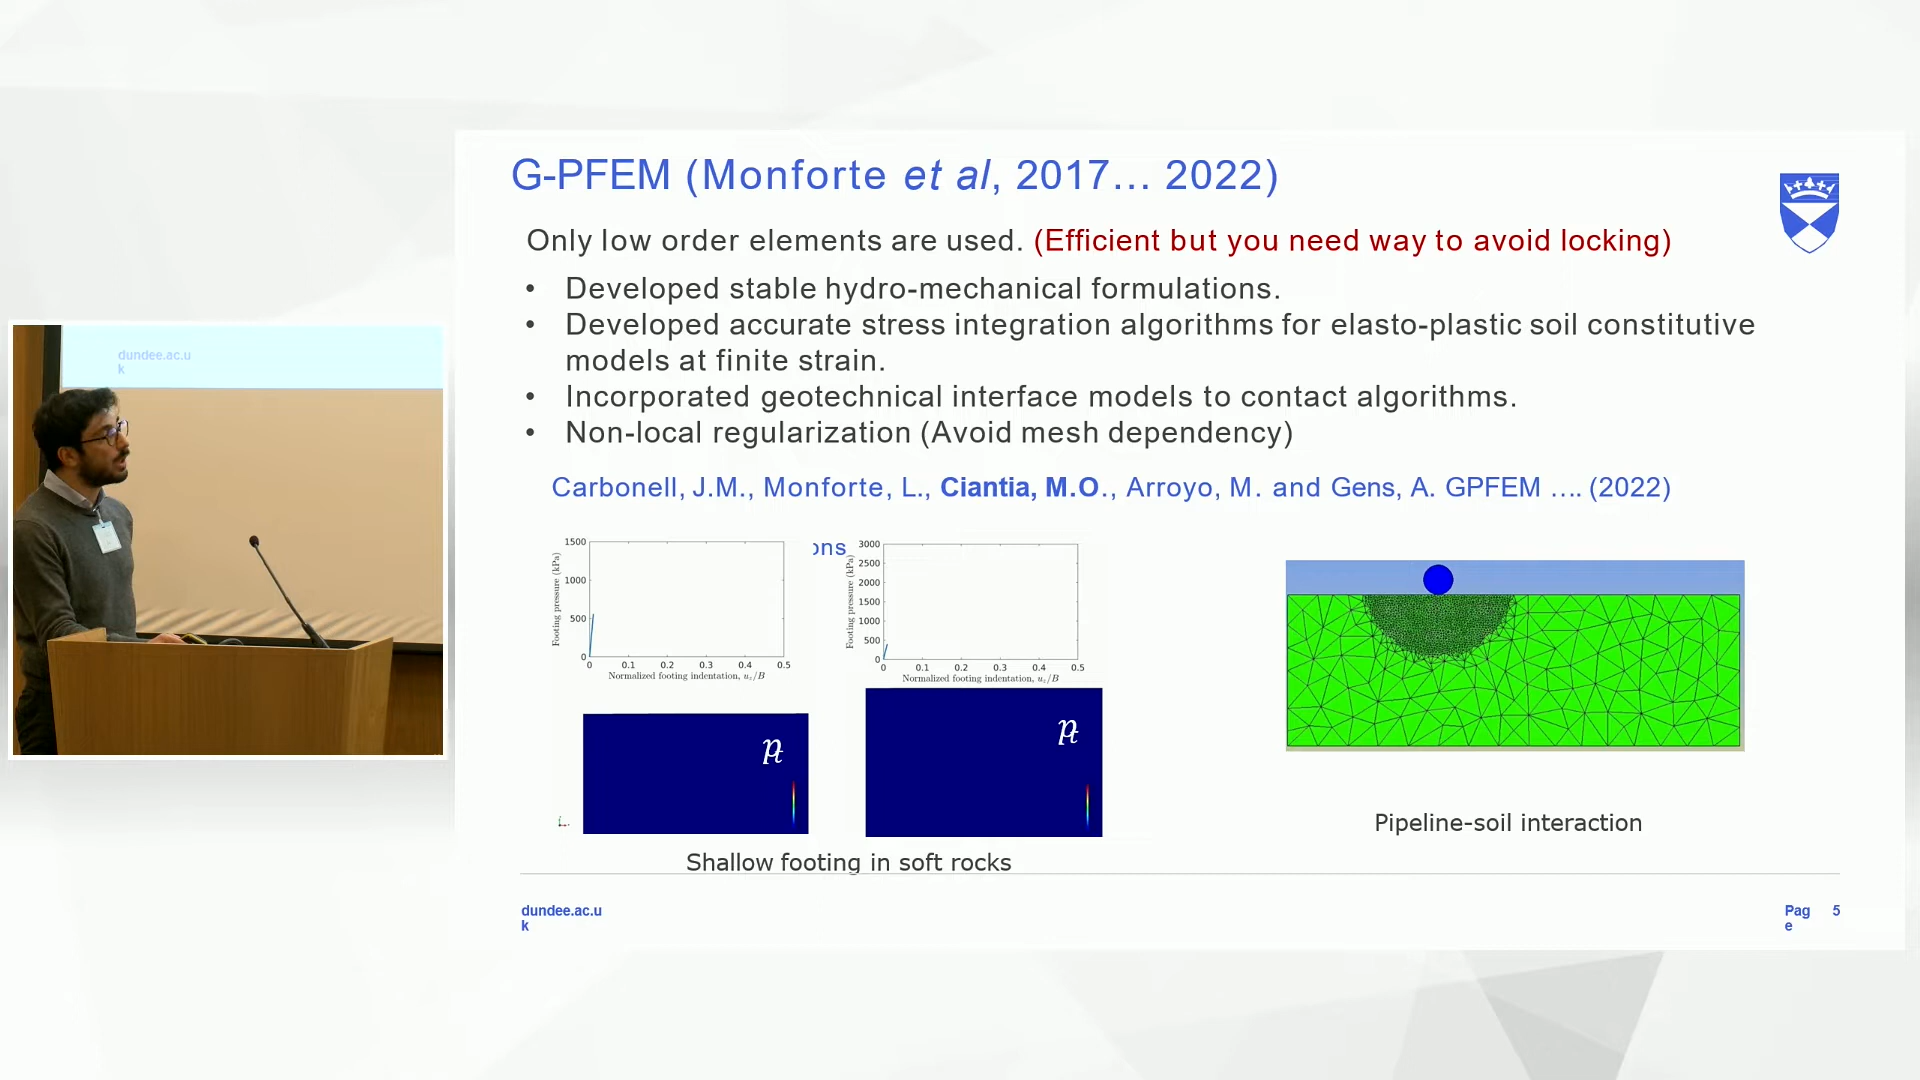 G-PFEM (Monforte et al, 2017… 2022)
Only low order elements are used. (Efficient but you need way to avoid locking)
• Developed stable hydro-mechanical formulations.
• Developed accurate stress integration algorithms for elasto-plastic soil constitutive
models at finite strain.
• Incorporated geotechnical interface models to contact algorithms.
• Non-local regularization (Avoid mesh dependency)
Carbonell, J.M., Monforte, L., Ciantia, M.O., Arroyo, M. and Gens, A. GPFEM …. (2022)
ons
1500
1000
500
0
0 0.1 0.2 0.3 0.4 0.5
Footing pressure (kPa)
Normalized footing indentation, u_z/B
3000
2500
2000
1500
1000
500
0
0 0.1 0.2 0.3 0.4 0.5
Footing pressure (kPa)
Normalized footing indentation, u_z/B
Shallow footing in soft rocks
Pipeline-soil interaction
dundee.ac.u
k
Pag
e
5
dundee.ac.u
k